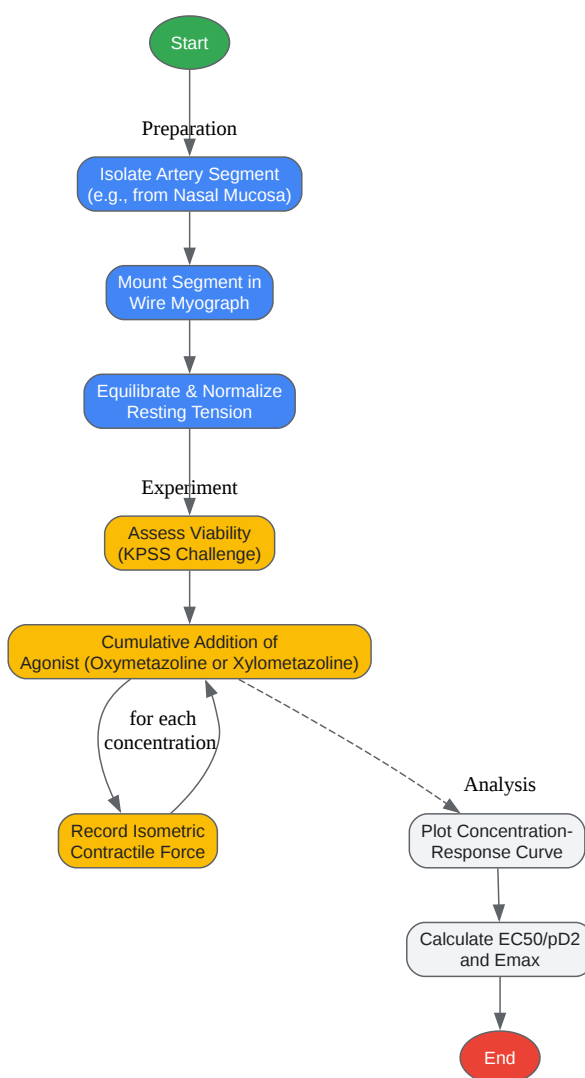 Start
Preparation
Isolate Artery Segment
(e.g., from Nasal Mucosa)
Mount Segment in
Wire Myograph
Equilibrate & Normalize
Resting Tension
Experiment
Assess Viability
(KPSS Challenge)
Cumulative Addition of
Agonist (Oxymetazoline or Xylometazoline)
for each
concentration
Analysis
Record Isometric
Contractile Force
Plot Concentration-
Response Curve
Calculate EC50/pD2
and Emax
End